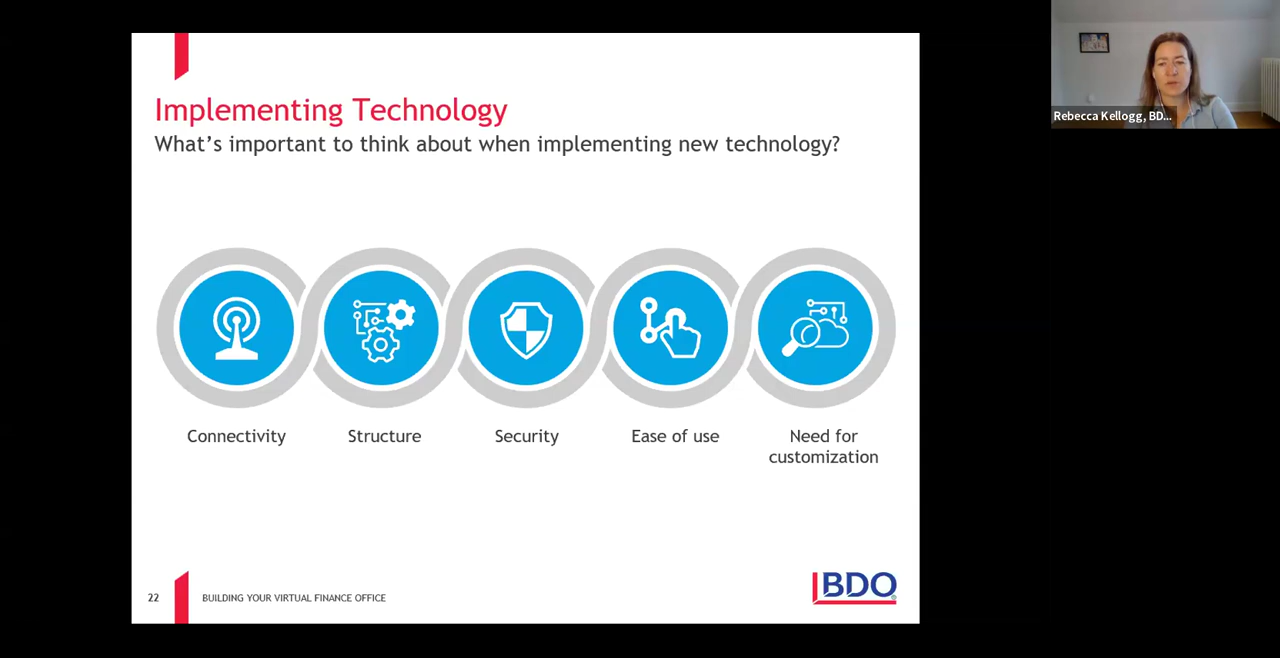 Implementing Technology
What's important to think about when implementing new technology?
Connectivity
Structure
Security
Ease of use
Need for
customization
22
BUILDING YOUR VIRTUAL FINANCE OFFICE
BDO
Rebecca Kellogg, BD...